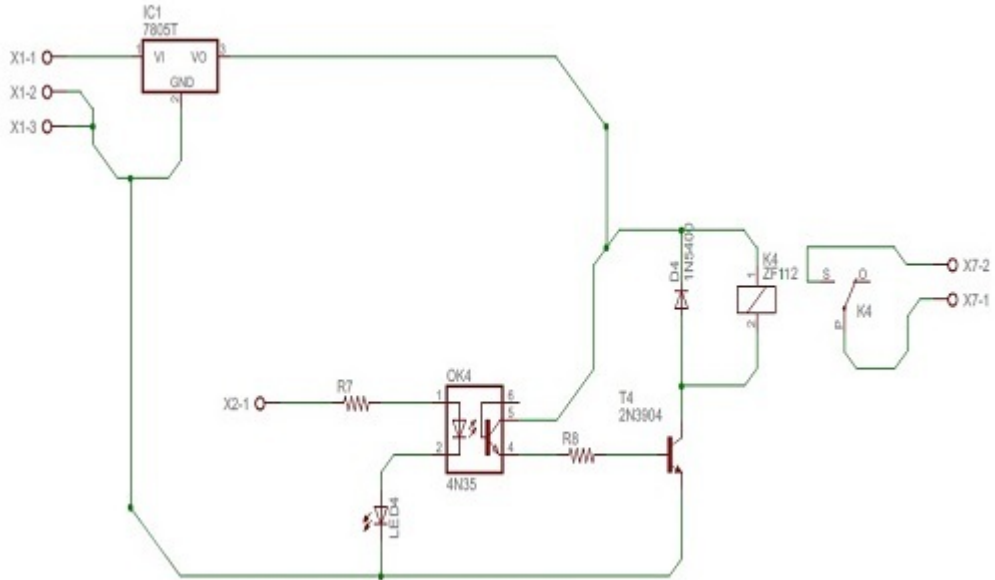 IC1
7805T
X1-1
1
VI
VO
3
GND
2
X1-2
X1-3
D4
1N5400
1
K4
ZF112
2
S
O
K4
P
X7-2
X7-1
X2-1
R7
OK4
1
6
5
2
4
4N35
R8
T4
2N3904
LED4